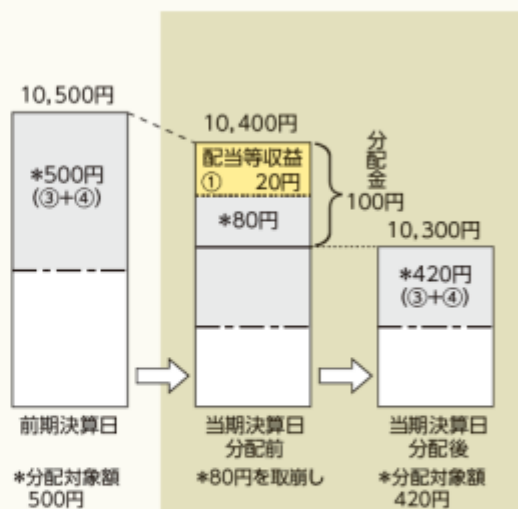 10,500円
*500円
(③+④)
10,400円
配当等収益
① 20円
*80円
分配金
100円
10,300円
*420円
(③+④)
前期決算日
当期決算日
分配前
当期決算日
分配後
*分配対象額
500円
*80円を取崩し
*分配対象額
420円